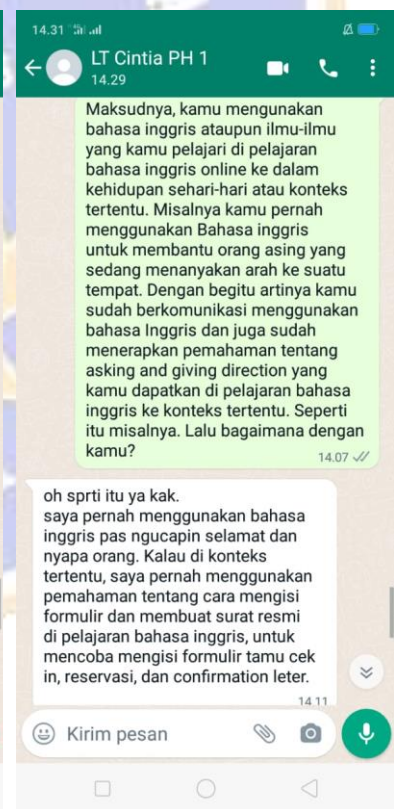 14.31
LT Cintia PH 1
14.29
Maksudnya, kamu mengunakan
bahasa inggris ataupun ilmu-ilmu
yang kamu pelajari di pelajaran
bahasa inggris online ke dalam
kehidupan sehari-hari atau konteks
tertentu. Misalnya kamu pernah
menggunakan Bahasa inggris
untuk membantu orang asing yang
sedang menanyakan arah ke suatu
tempat. Dengan begitu artinya kamu
sudah berkomunikasi menggunakan
bahasa Inggris dan juga sudah
menerapkan pemahaman tentang
asking and giving direction yang
kamu dapatkan di pelajaran bahasa
inggris ke konteks tertentu. Seperti
itu misalnya. Lalu bagaimana dengan
kamu?
14.07
oh sprti itu ya kak.
saya pernah menggunakan bahasa
inggris pas ngucapin selamat dan
nyapa orang. Kalau di konteks
tertentu, saya pernah menggunakan
pemahaman tentang cara mengisi
formulir dan membuat surat resmi
di pelajaran bahasa inggris, untuk
mencoba mengisi formulir tamu cek
in, reservasi, dan confirmation leter.
14.11
Kirim pesan